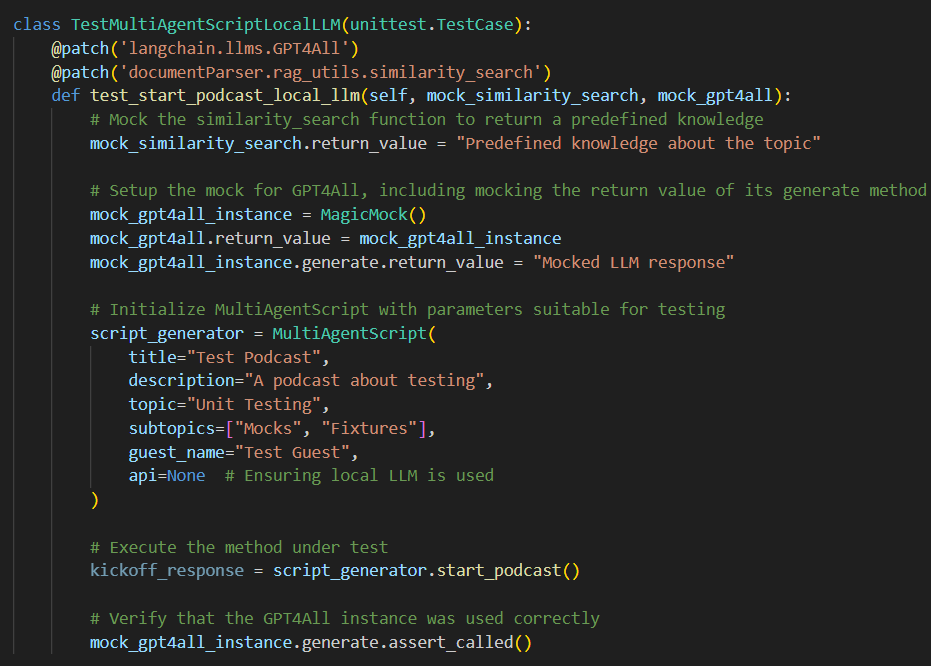 class TestMultiAgentScriptLocalLLM(unittest.TestCase):
    @patch('langchain.llms.GPT4All')
    @patch('documentParser.rag_utils.similarity_search')
    def test_start_podcast_local_llm(self, mock_similarity_search, mock_gpt4all):
        # Mock the similarity_search function to return a predefined knowledge
        mock_similarity_search.return_value = "Predefined knowledge about the topic"

        # Setup the mock for GPT4All, including mocking the return value of its generate method
        mock_gpt4all_instance = MagicMock()
        mock_gpt4all.return_value = mock_gpt4all_instance
        mock_gpt4all_instance.generate.return_value = "Mocked LLM response"

        # Initialize MultiAgentScript with parameters suitable for testing
        script_generator = MultiAgentScript(
            title="Test Podcast",
            description="A podcast about testing",
            topic="Unit Testing",
            subtopics=["Mocks", "Fixtures"],
            guest_name="Test Guest",
            api=None  # Ensuring local LLM is used
        )

        # Execute the method under test
        kickoff_response = script_generator.start_podcast()

        # Verify that the GPT4All instance was used correctly
        mock_gpt4all_instance.generate.assert_called()